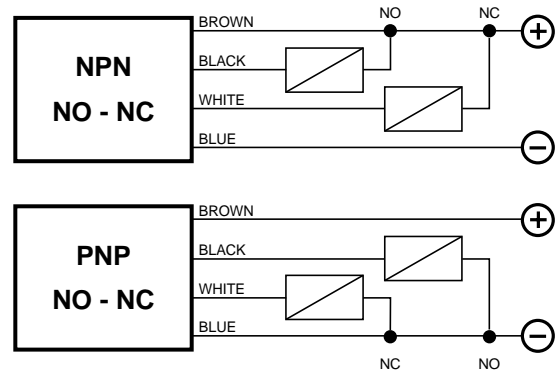 NO NC
BROWN
+
NPN
BLACK
NO - NC
WHITE
BLUE
−
BROWN
+
PNP
BLACK
NO - NC
WHITE
BLUE
−
NC NO